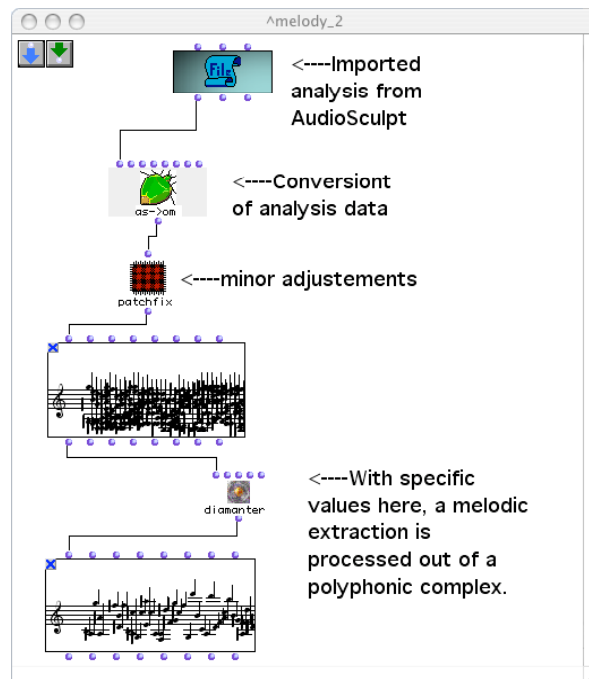 ^melody_2
File
<----Imported
analysis from
AudioSculpt
<----Conversiont
of analysis data
as->om
<----minor adjustements
patchfix
<----With specific
values here, a melodic
extraction is
processed out of a
polyphonic complex.
diamanter